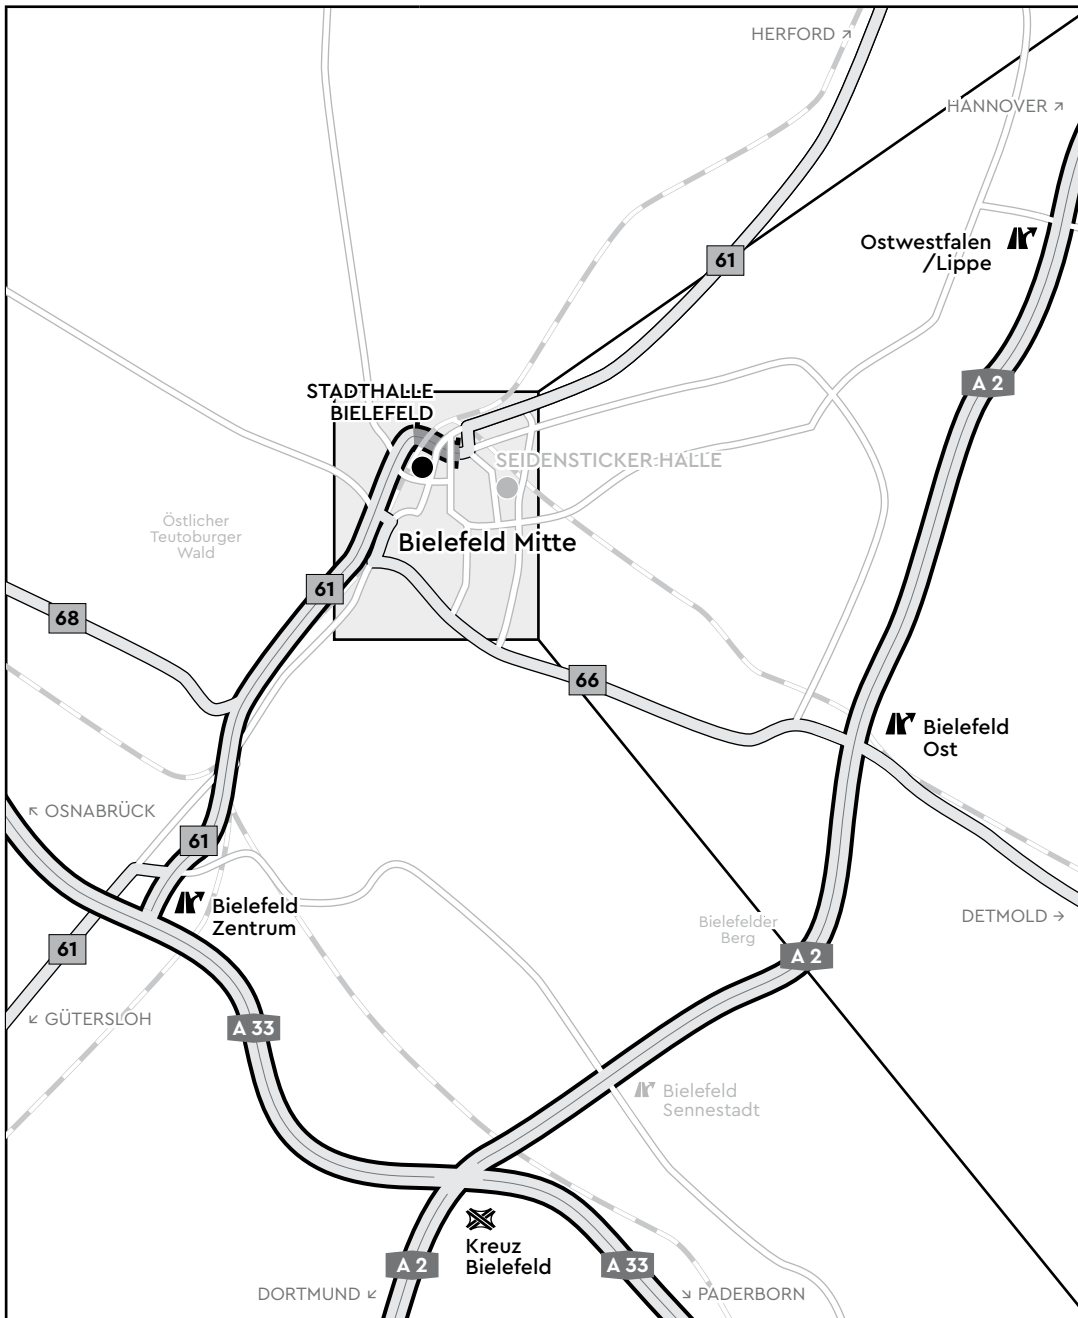 HERFORD ↗
HANNOVER ↗
Ostwestfalen
/Lippe
61
A 2
STADTHALLE
BIELEFELD
SEIDENSTICKER HALLE
Östlicher
Teutoburger
Wald
Bielefeld Mitte
61
68
66
Bielefeld
Ost
↖ OSNABRÜCK
61
Bielefeld
Zentrum
DETMOLD →
Bielefelder
Berg
61
A 2
↙ GÜTERSLOH
A 33
Bielefeld
Sennestadt
Kreuz
Bielefeld
A 2
A 33
DORTMUND ↙
↘ PADERBORN